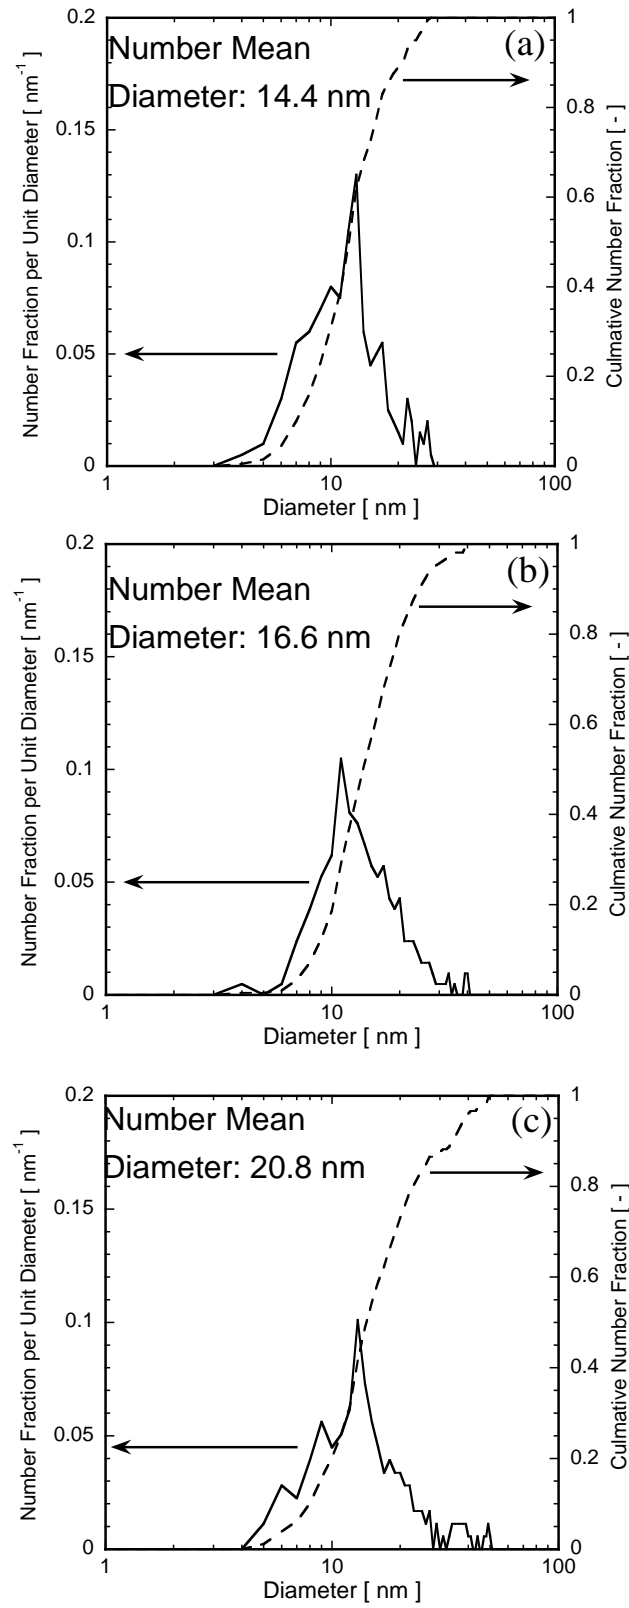 0.2
1
Number Mean
(a)
Diameter: 14.4 nm
0.15
0.8
0.1
0.6
0.4
0.05
0.2
0
0
1
10
100
Diameter [ nm ]
Number Fraction per Unit Diameter [ nm-1 ]
Culmative Number Fraction [ - ]
0.2
1
(b)
Number Mean
Diameter: 16.6 nm
0.15
0.8
0.6
0.1
0.4
0.05
0.2
0
0
1
10
100
Diameter [ nm ]
Number Fraction per Unit Diameter [ nm-1 ]
Culmative Number Fraction [ - ]
0.2
1
Number Mean
(c)
Diameter: 20.8 nm
0.15
0.8
0.6
0.1
0.4
0.05
0.2
0
0
1
10
100
Diameter [ nm ]
Number Fraction per Unit Diameter [ nm-1 ]
Culmative Number Fraction [ - ]